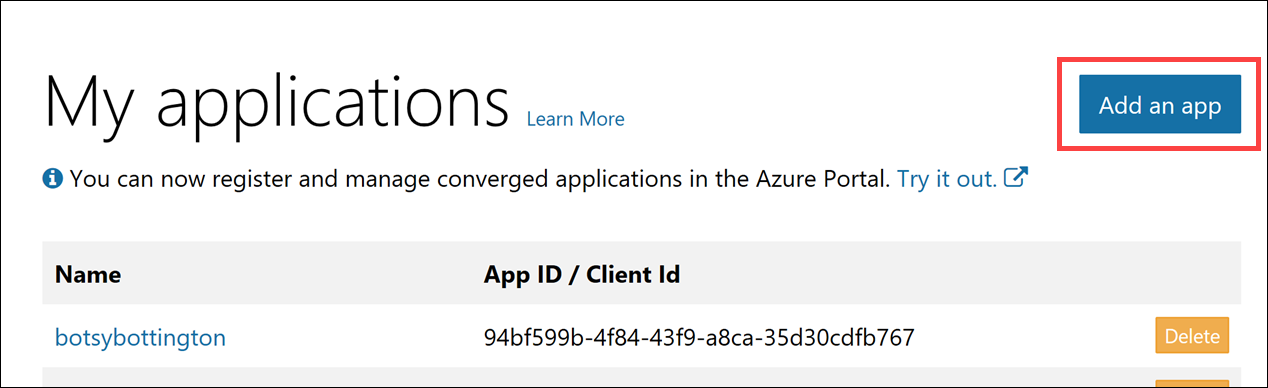 My applications Learn More
Add an app
You can now register and manage converged applications in the Azure Portal. Try it out.
Name App ID / Client Id
botsybottington 94bf599b-4f84-43f9-a8ca-35d30cdfb767 Delete